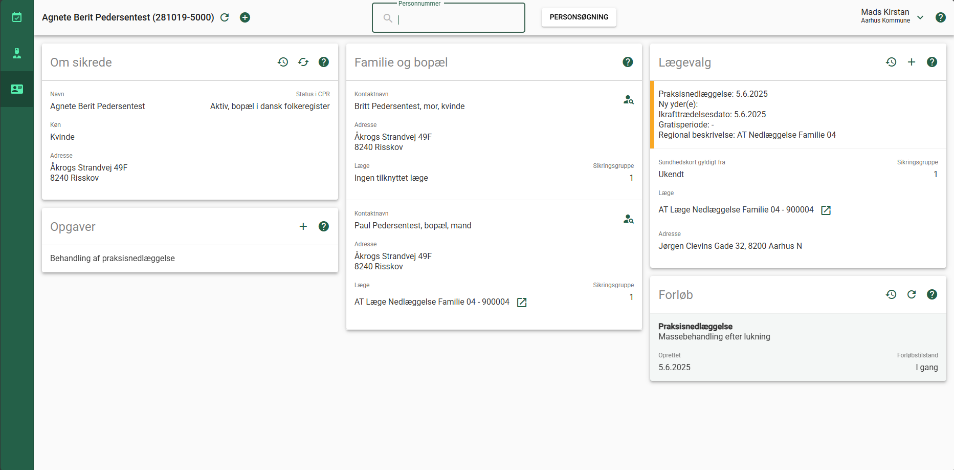 Agnete Berit Pedersentest (281019-5000)
Personnummer
PERSONSØGNING
Mads Kirstan
Aarhus Kommune
Om sikrede
Navn
Status i CPR
Agnete Berit Pedersentest
Aktiv, bopæl i dansk folkeregister
Køn
Kvinde
Adresse
Åkrogs Strandvej 49F
8240 Risskov
Opgaver
Behandling af praksisnedlæggelse
Familie og bopæl
Kontaktnavn
Britt Pedersentest, mor, kvinde
Adresse
Åkrogs Strandvej 49F
8240 Risskov
Læge
Sikringsgruppe
Ingen tilknyttet læge
1
Kontaktnavn
Paul Pedersentest, bopæl, mand
Adresse
Åkrogs Strandvej 49F
8240 Risskov
Læge
Sikringsgruppe
AT Læge Nedlæggelse Familie 04 - 900004
1
Lægevalg
Praksisnedlæggelse: 5.6.2025
Ny yder(e):
Ikrafttrædelsesdato: 5.6.2025
Gratisperiode: -
Regional beskrivelse: AT Nedlæggelse Familie 04
Sundhedskort gyldigt fra
Sikringsgruppe
Ukendt
1
Læge
AT Læge Nedlæggelse Familie 04 - 900004
Adresse
Jørgen Clevins Gade 32, 8200 Aarhus N
Forløb
Praksisnedlæggelse
Massebehandling efter lukning
Oprettet
Forløbstilstand
5.6.2025
I gang